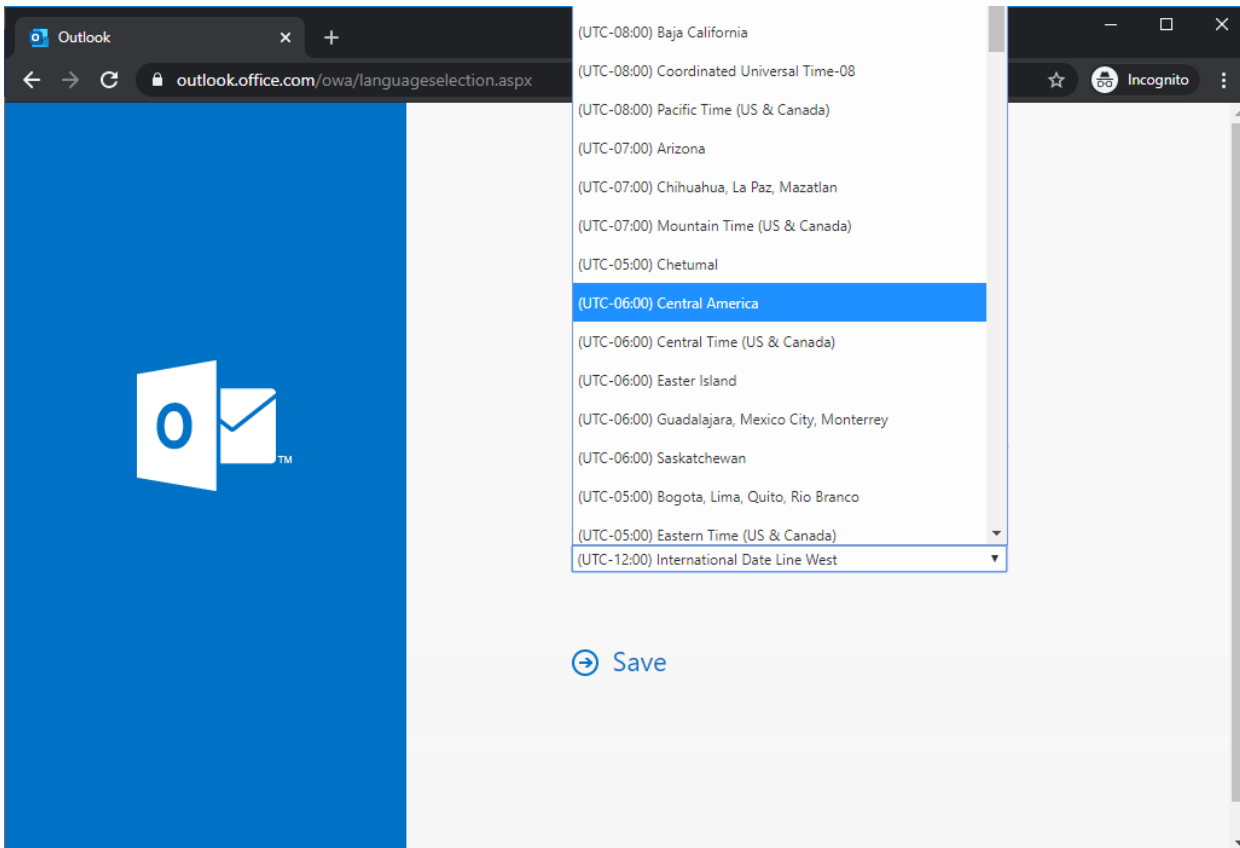 Outlook
(UTC-08:00) Baja California
outlook.office.com/owa/languageselection.aspx
Incognito
(UTC-08:00) Coordinated Universal Time-08
(UTC-08:00) Pacific Time (US & Canada)
(UTC-07:00) Arizona
(UTC-07:00) Chihuahua, La Paz, Mazatlan
(UTC-07:00) Mountain Time (US & Canada)
(UTC-05:00) Chetumal
(UTC-06:00) Central America
(UTC-06:00) Central Time (US & Canada)
(UTC-06:00) Easter Island
(UTC-06:00) Guadalajara, Mexico City, Monterrey
(UTC-06:00) Saskatchewan
(UTC-05:00) Bogota, Lima, Quito, Rio Branco
(UTC-05:00) Eastern Time (US & Canada)
(UTC-12:00) International Date Line West
O
TM
Save